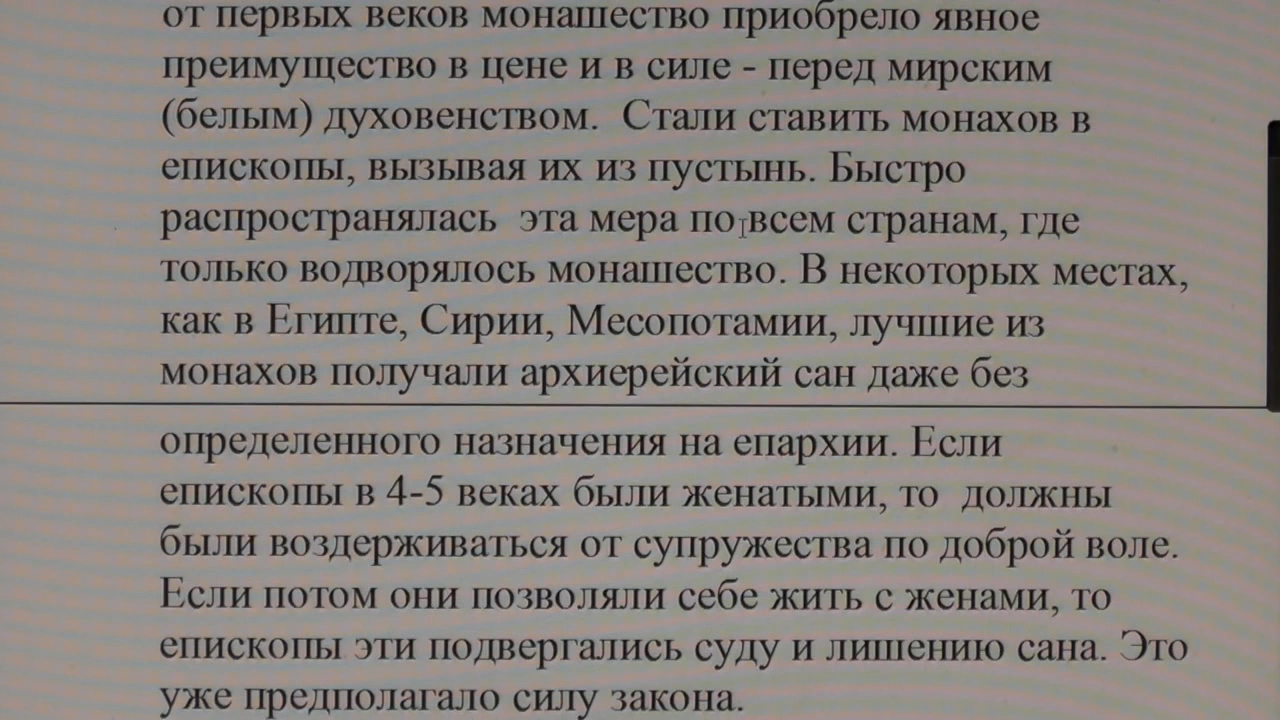 от первых веков монашество приобрело явное
преимущество в цене и в силе - перед мирским
(белым) духовенством.  Стали ставить монахов в
епископы, вызывая их из пустынь. Быстро
распространялась  эта мера по всем странам, где
только водворялось монашество. В некоторых местах,
как в Египте, Сирии, Месопотамии, лучшие из
монахов получали архиерейский сан даже без
определенного назначения на епархии. Если
епископы в 4-5 веках были женатыми, то  должны
были воздерживаться от супружества по доброй воле.
Если потом они позволяли себе жить с женами, то
епископы эти подвергались суду и лишению сана. Это
уже предполагало силу закона.